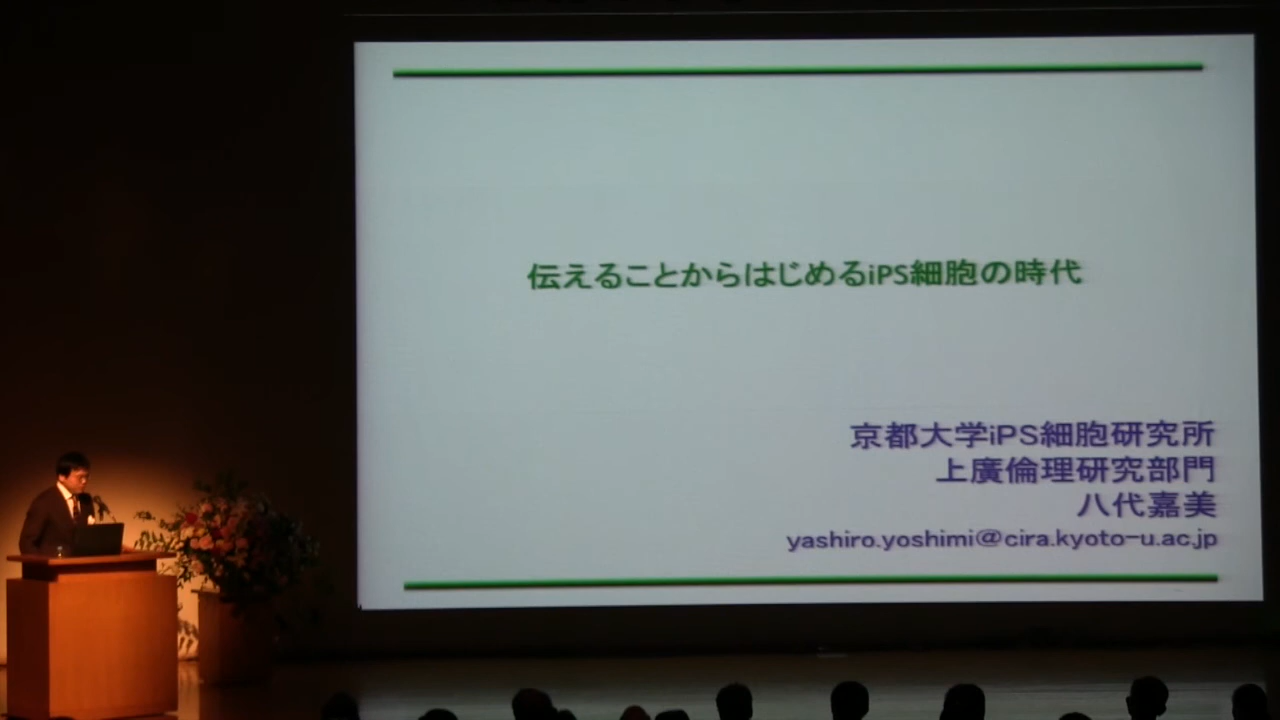 伝えることからはじめるiPS細胞の時代
京都大学iPS細胞研究所
上廣倫理研究部門
八代嘉美
yashiro.yoshimi@cira.kyoto-u.ac.jp